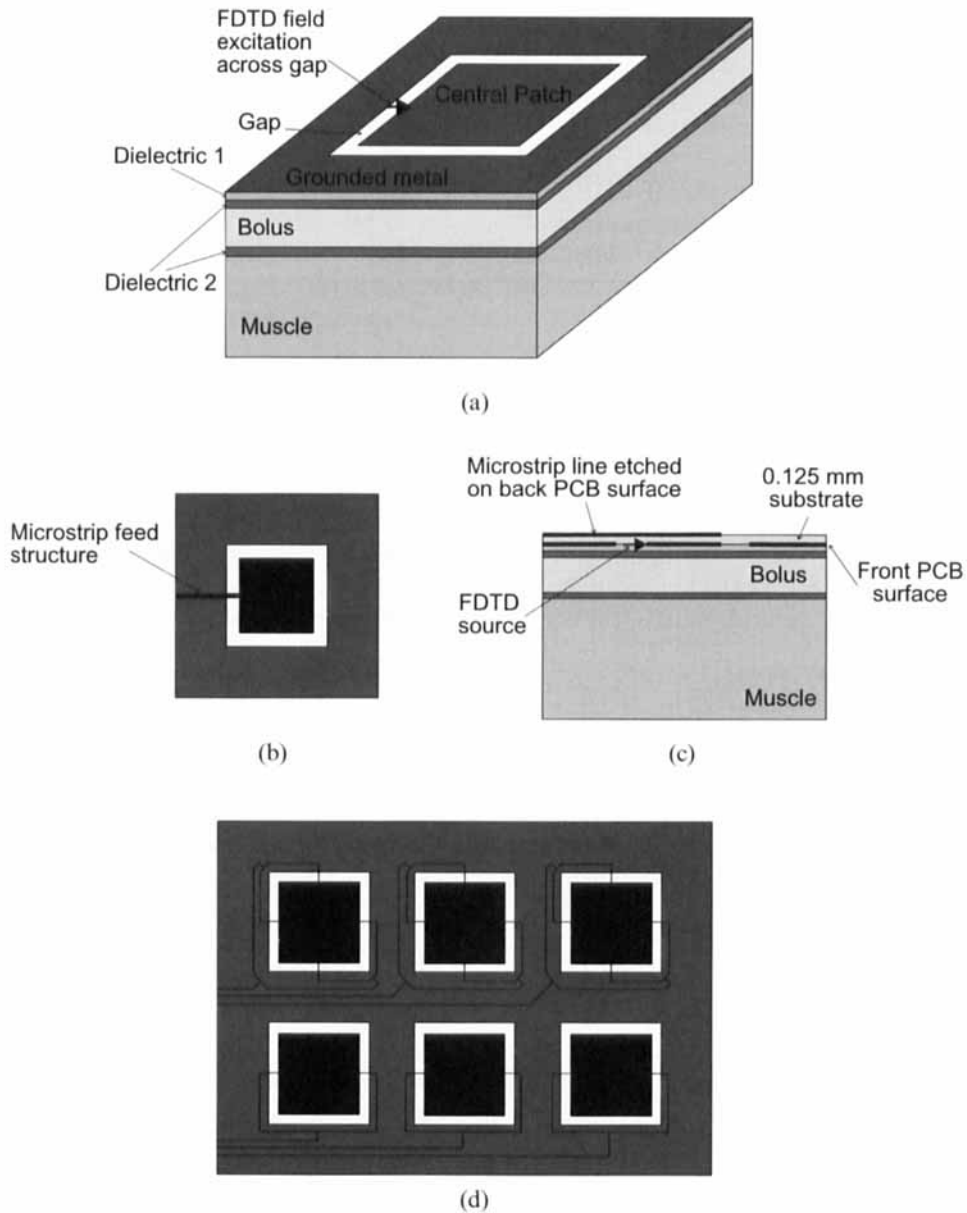 FDTD field
excitation
across gap
Central Patch
Gap
Dielectric 1
Grounded metal
Bolus
Dielectric 2
Muscle
(a)
Microstrip feed
structure
(b)
Microstrip line etched
on back PCB surface
0.125 mm
substrate
Bolus
Front PCB
surface
FDTD
source
Muscle
(c)
(d)